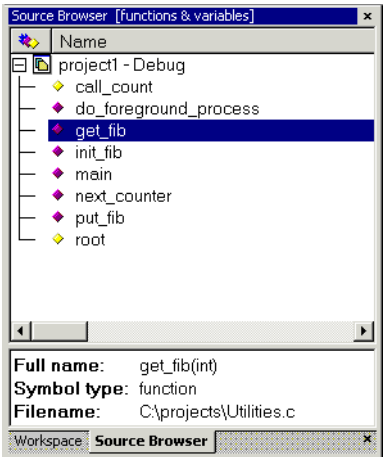 Source Browser [functions & variables]
Name
project1 - Debug
call_count
do_foreground_process
get_fib
init_fib
main
next_counter
put_fib
root
Full name: get_fib(int)
Symbol type: function
Filename: C:\projects\Utilities.c
Workspace Source Browser